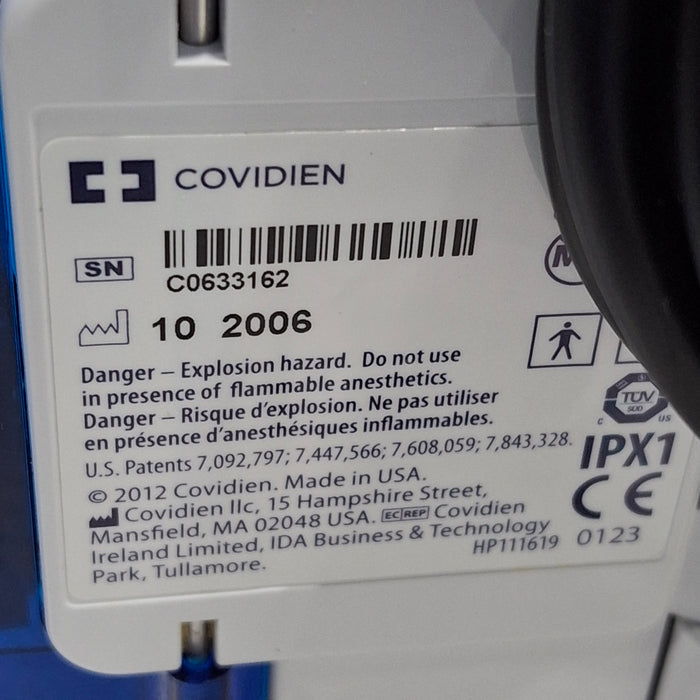 COVIDIEN
SN
C0633162
10 2006
Danger – Explosion hazard. Do not use
in presence of flammable anesthetics.
Danger – Risque d'explosion. Ne pas utiliser
en présence d'anesthésiques inflammables.
U.S. Patents 7,092,797; 7,447,566; 7,608,059; 7,843,328.
© 2012 Covidien. Made in USA.
Covidien llc, 15 Hampshire Street,
Mansfield, MA 02048 USA. EC REP Covidien
Ireland Limited, IDA Business & Technology
Park, Tullamore.
HP111619
M
TÜV
SÜD
C US
IPX1
CE
0123